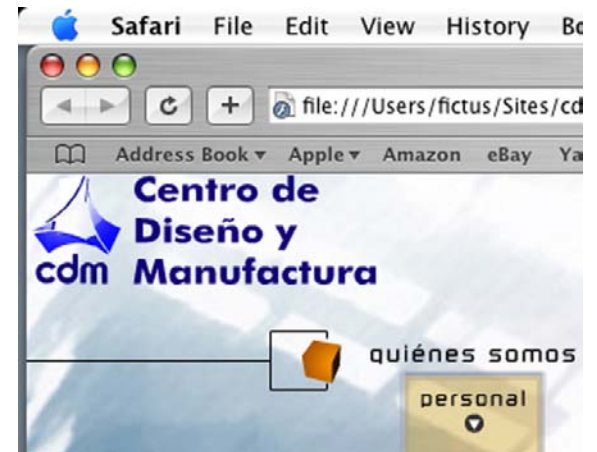 Safari File Edit View History
file:///Users/fictus/Sites/cd
Address Book Apple Amazon eBay
Centro de
Diseño y
cdm Manufactura
quiénes somos
personal